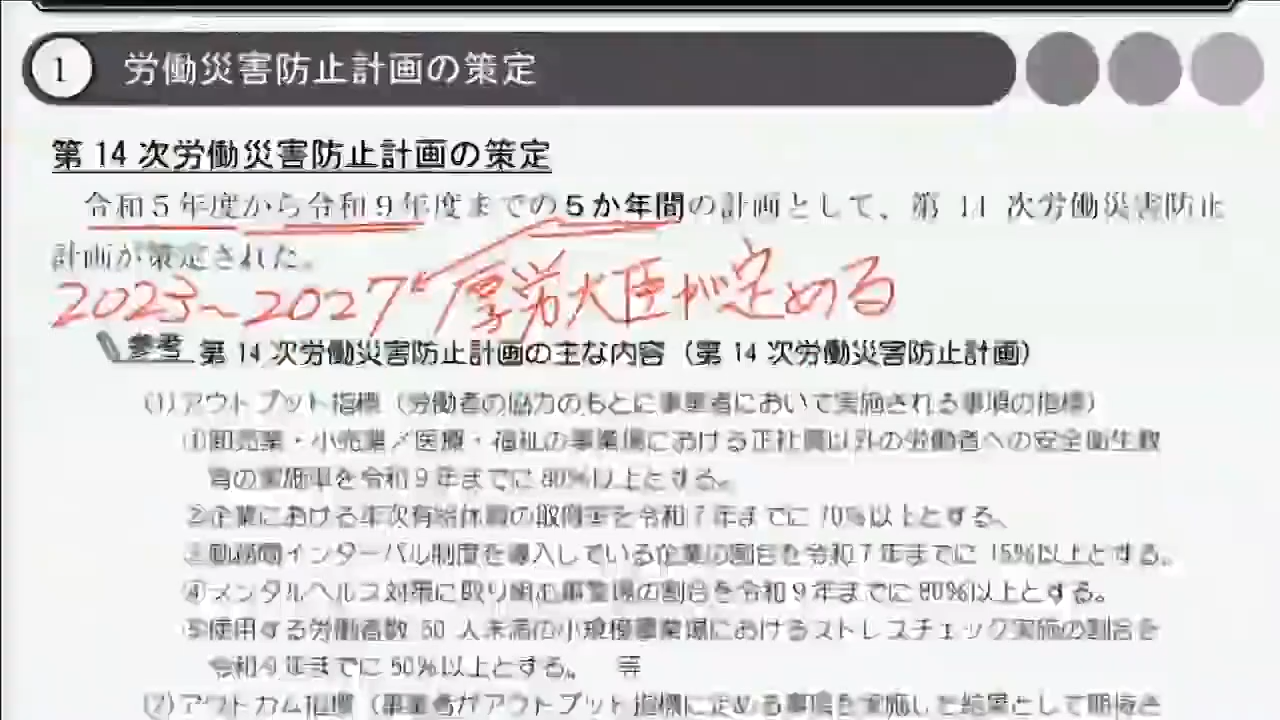 1 労働災害防止計画の策定
第 14 次労働災害防止計画の策定
令和5年度から令和9年度までの5か年間の計画として、第 14 次労働災害防止
計画が策定された。
2023~2027 厚労大臣が定める
参考 第 14 次労働災害防止計画の主な内容（第 14 次労働災害防止計画）
(1) アウトプット指標（労働者の協力のもとに事業者において実施される事項の指標）
①卸売業・小売業／医療・福祉の事業場における正社員以外の労働者への安全衛生教
育の実施率を令和9年までに 80%以上とする。
②企業における年次有給休暇の取得率を令和7年までに 70%以上とする。
③勤務間インターバル制度を導入している企業の割合を令和7年までに 15%以上とする。
④メンタルヘルス対策に取り組む事業場の割合を令和9年までに 80%以上とする。
⑤使用する労働者数 50 人未満の小規模事業場におけるストレスチェック実施の割合を
令和9年までに 50%以上とする。 等
(2) アウトカム指標（事業者がアウトプット指標に定める事項を実施した結果として期待さ